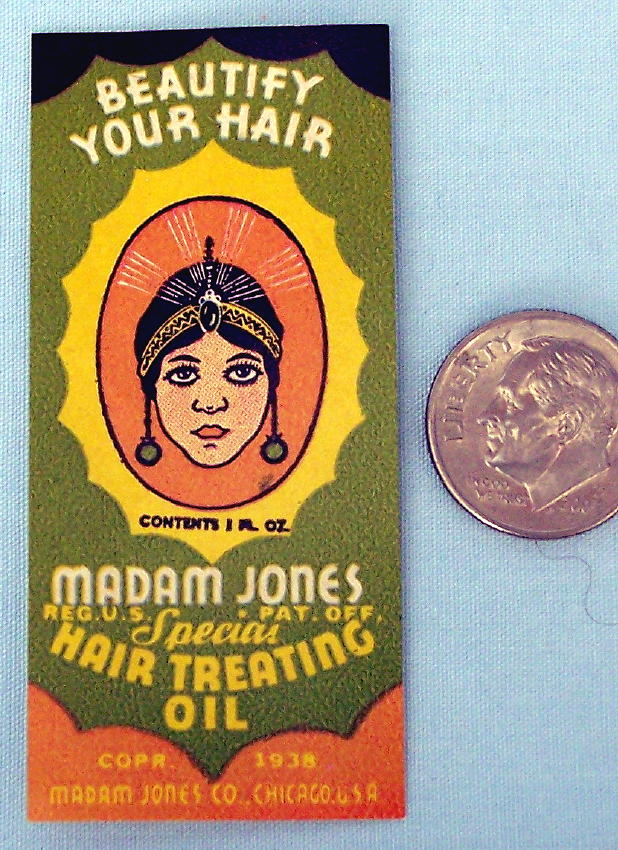 BEAUTIFY
YOUR HAIR
CONTENTS 1 FL. OZ.
MADAM JONES
REG. U.S. • PAT. OFF.
Special
HAIR TREATING
OIL
COPR. 1938
MADAM JONES CO. CHICAGO. U.S.A
LIBERTY